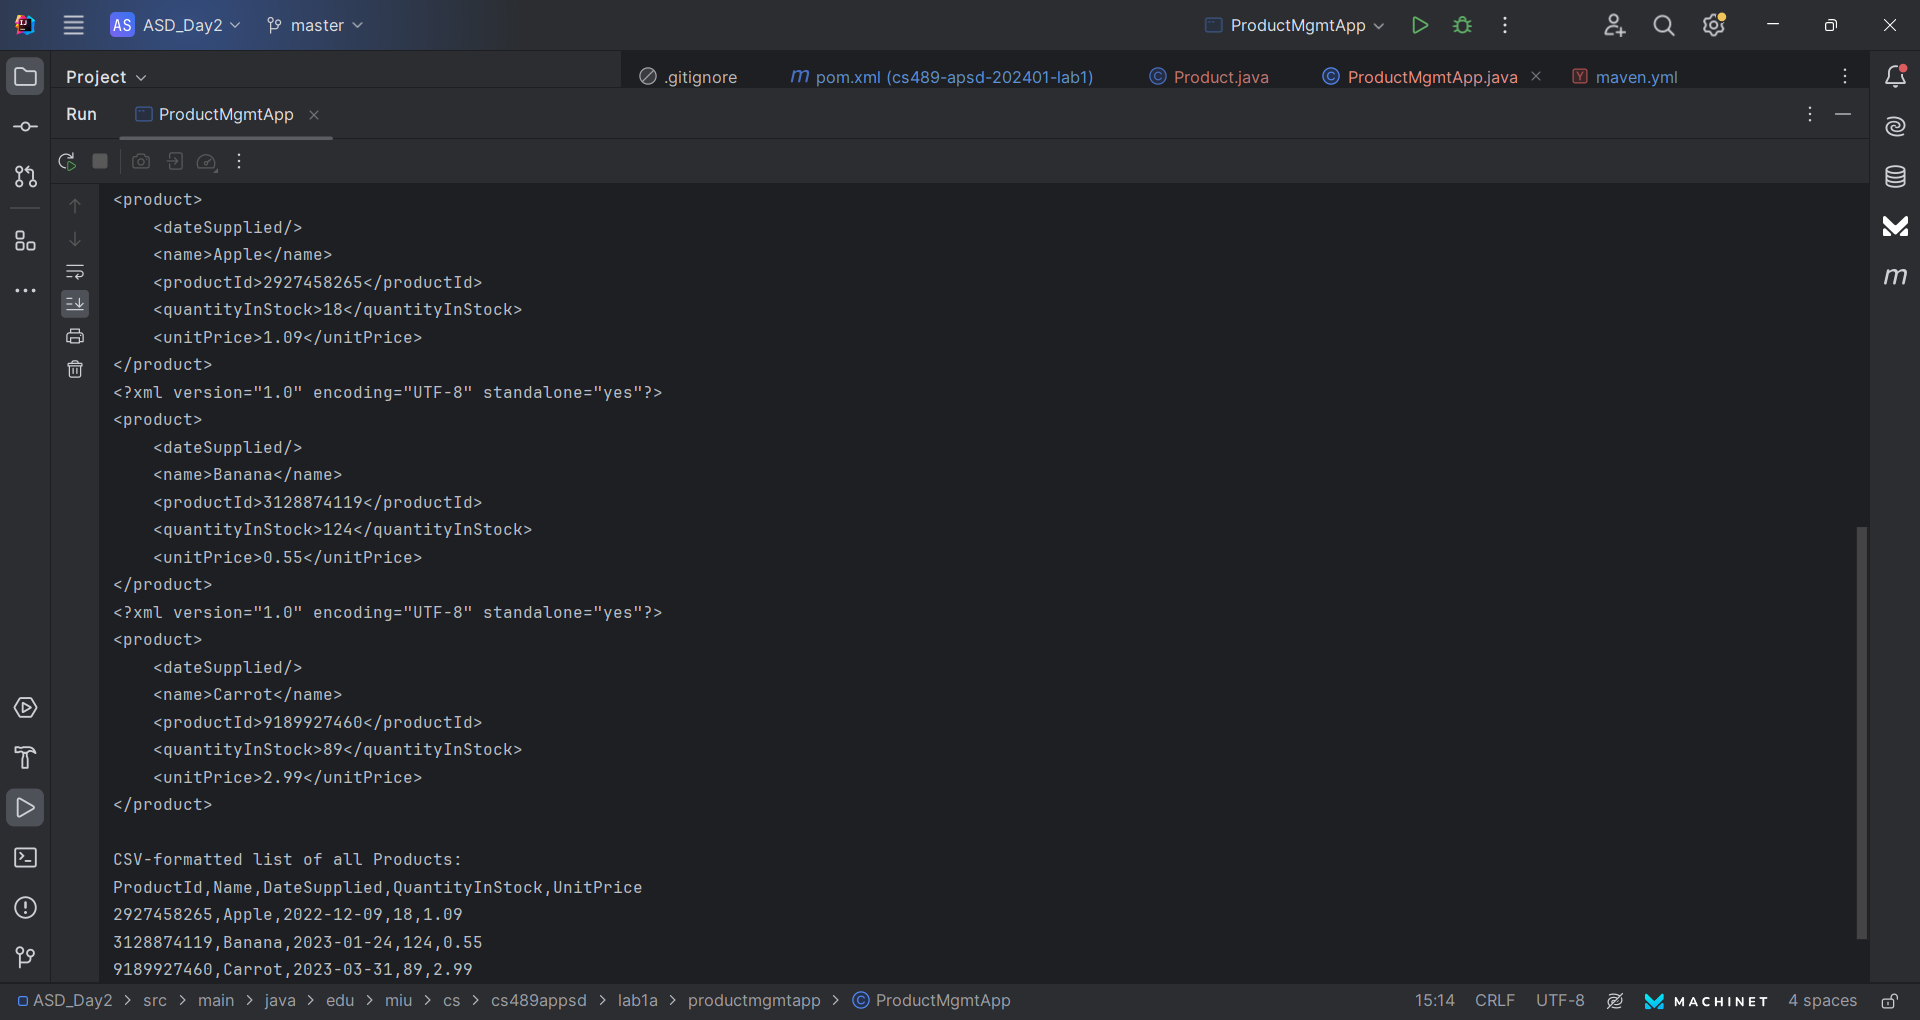 AS ASD_Day2 master ProductMgmtApp
Project .gitignore m pom.xml (cs489-apsd-202401-lab1) C Product.java C ProductMgmtApp.java Y maven.yml
Run ProductMgmtApp
<product>
    <dateSupplied/>
    <name>Apple</name>
    <productId>2927458265</productId>
    <quantityInStock>18</quantityInStock>
    <unitPrice>1.09</unitPrice>
</product>
<?xml version="1.0" encoding="UTF-8" standalone="yes"?>
<product>
    <dateSupplied/>
    <name>Banana</name>
    <productId>3128874119</productId>
    <quantityInStock>124</quantityInStock>
    <unitPrice>0.55</unitPrice>
</product>
<?xml version="1.0" encoding="UTF-8" standalone="yes"?>
<product>
    <dateSupplied/>
    <name>Carrot</name>
    <productId>9189927460</productId>
    <quantityInStock>89</quantityInStock>
    <unitPrice>2.99</unitPrice>
</product>
CSV-formatted list of all Products:
ProductId,Name,DateSupplied,QuantityInStock,UnitPrice
2927458265,Apple,2022-12-09,18,1.09
3128874119,Banana,2023-01-24,124,0.55
9189927460,Carrot,2023-03-31,89,2.99
ASD_Day2 > src > main > java > edu > miu > cs > cs489appsd > lab1a > productmgmtapp > C ProductMgmtApp 15:14 CRLF UTF-8 MACHINET 4 spaces